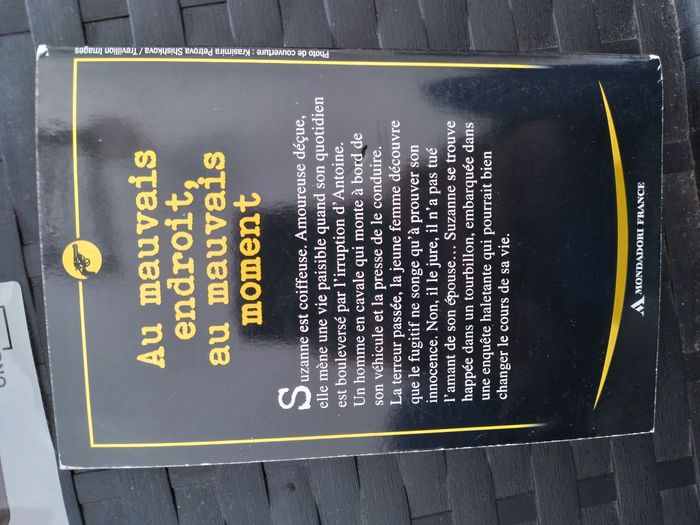 Au mauvais
endroit,
au mauvais
moment
Suzanne est coiffeuse. Amoureuse déçue,
elle mène une vie paisible quand son quotidien
est bouleversé par l'irruption d'Antoine.
Un homme en cavale qui monte à bord de
son véhicule et la presse de le conduire.
La terreur passée, la jeune femme découvre
que le fugitif ne songe qu'à prouver son
innocence. Non, il le jure, il n'a pas tué
l'amant de son épouse... Suzanne se trouve
happée dans un tourbillon, embarquée dans
une enquête haletante qui pourrait bien
changer le cours de sa vie.
MONDADORI FRANCE
Photo de couverture : Krasimira Petrova Shishkova / Trevillion Images